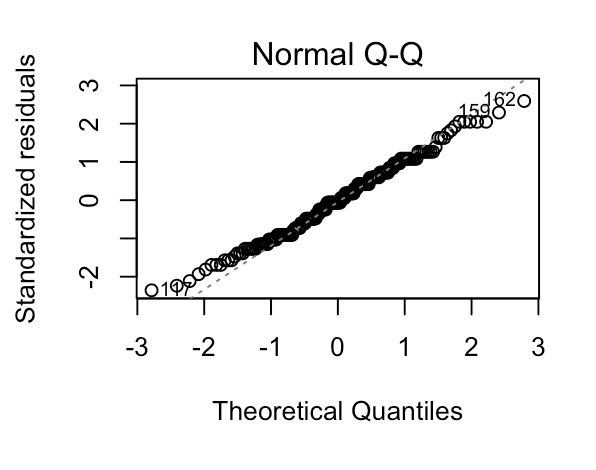 Normal Q-Q
Standardized residuals
3
2
1
0
-2
162
159
117
-3 -2 -1 0 1 2 3
Theoretical Quantiles